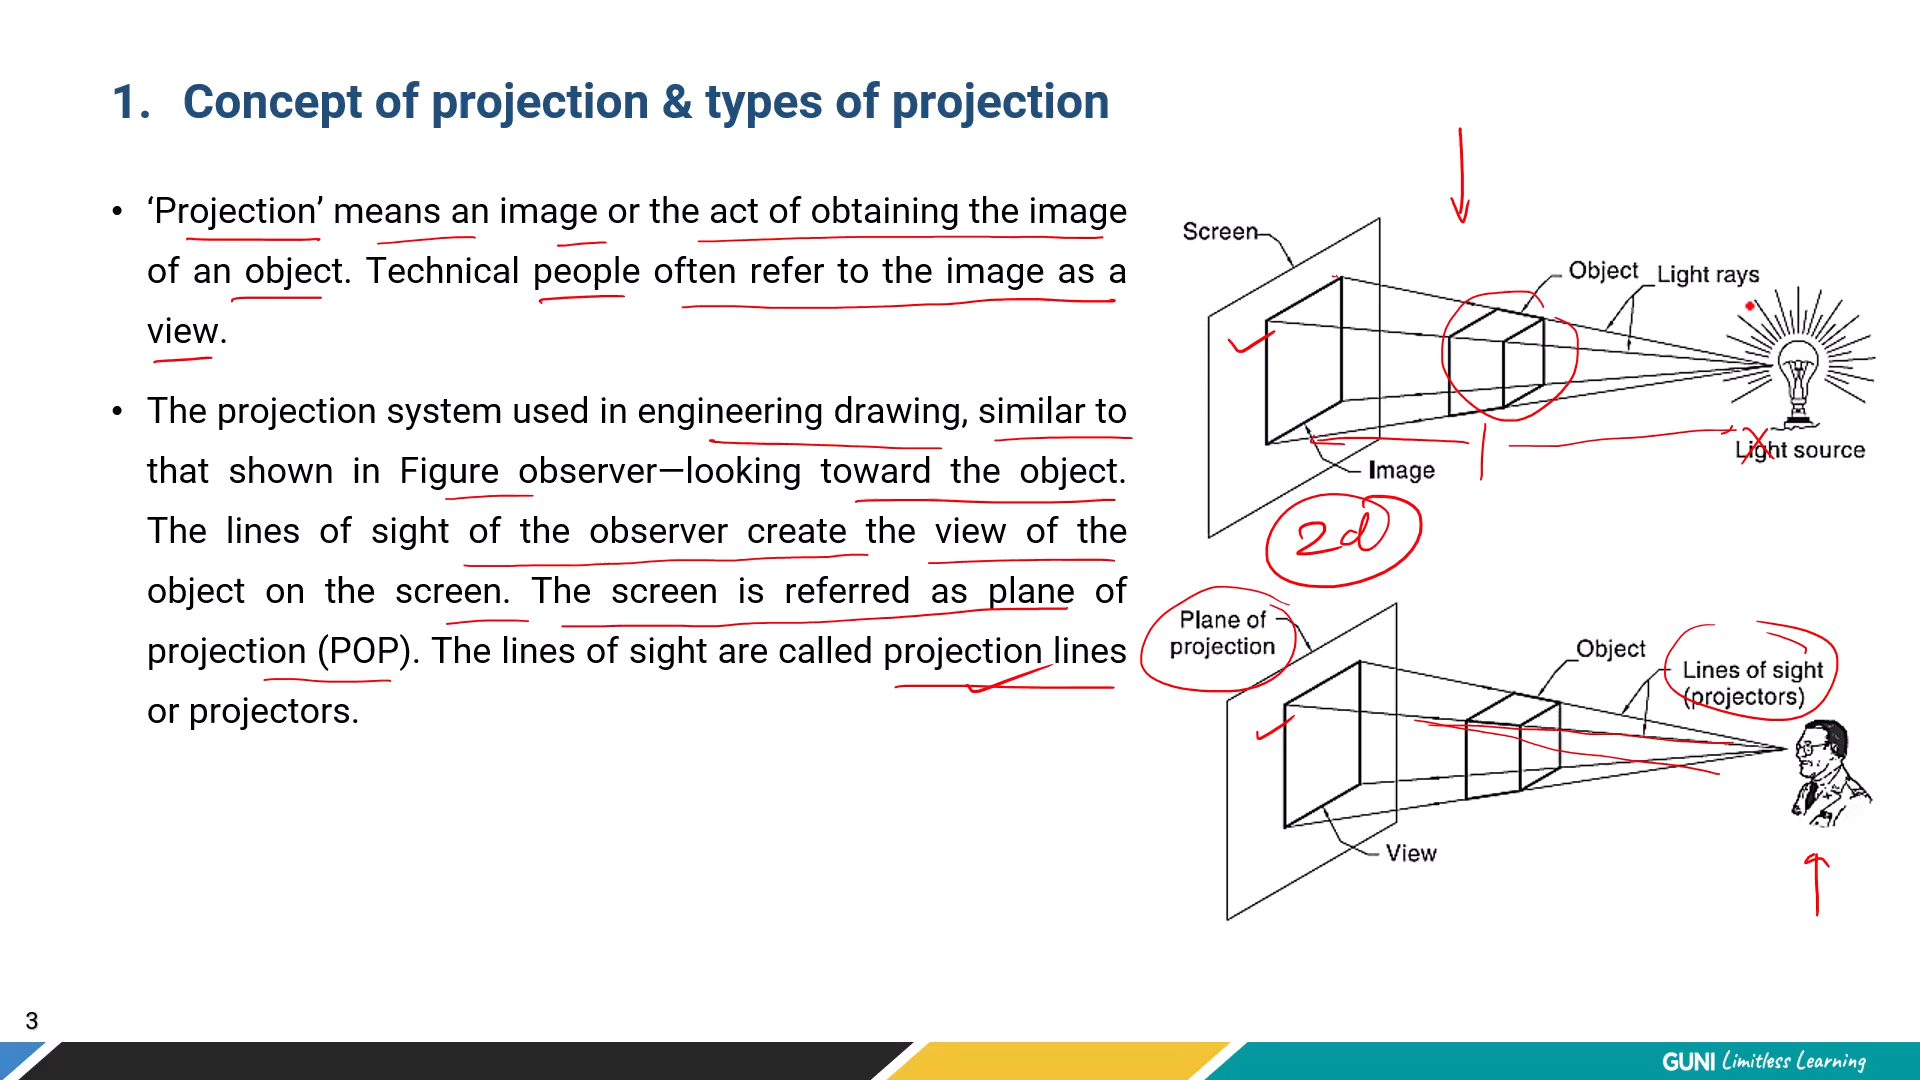 1. Concept of projection & types of projection
• ‘Projection’ means an image or the act of obtaining the image
of an object. Technical people often refer to the image as a
view.
• The projection system used in engineering drawing, similar to
that shown in Figure observer—looking toward the object.
The lines of sight of the observer create the view of the
object on the screen. The screen is referred as plane of
projection (POP). The lines of sight are called projection lines
or projectors.
Screen
Object
Light rays
Light source
Image
2d
Plane of
projection
Object
Lines of sight
(projectors)
View
3
GUNI Limitless Learning